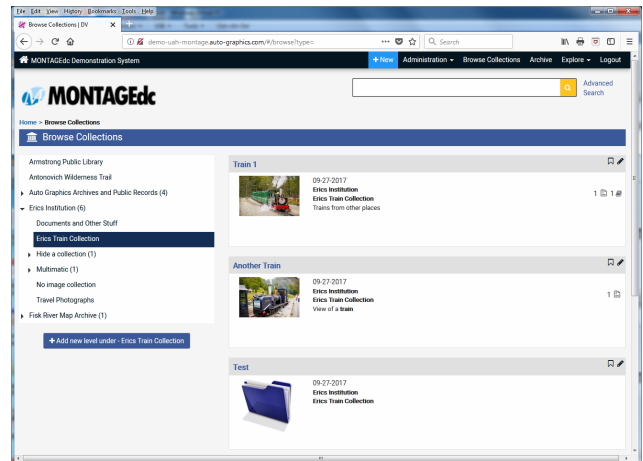 File Edit View History Bookmarks Tools Help
Browse Collections | DV
demo-uah-montage.auto-graphics.com/#/browse?type=
Search
MONTAGEdc Demonstration System
+ New Administration Browse Collections Archive Explore Logout
MONTAGEdc
Advanced
Search
Home > Browse Collections
Browse Collections
Armstrong Public Library
Antonovich Wilderness Trail
Auto Graphics Archives and Public Records (4)
Erics Institution (6)
Documents and Other Stuff
Erics Train Collection
Hide a collection (1)
Multimatic (1)
No image collection
Travel Photographs
Fisk River Map Archive (1)
+ Add new level under - Erics Train Collection
Train 1
09-27-2017
Erics Institution
Erics Train Collection
Trains from other places
1 1
Another Train
09-27-2017
Erics Institution
Erics Train Collection
View of a train
1
Test
09-27-2017
Erics Institution
Erics Train Collection